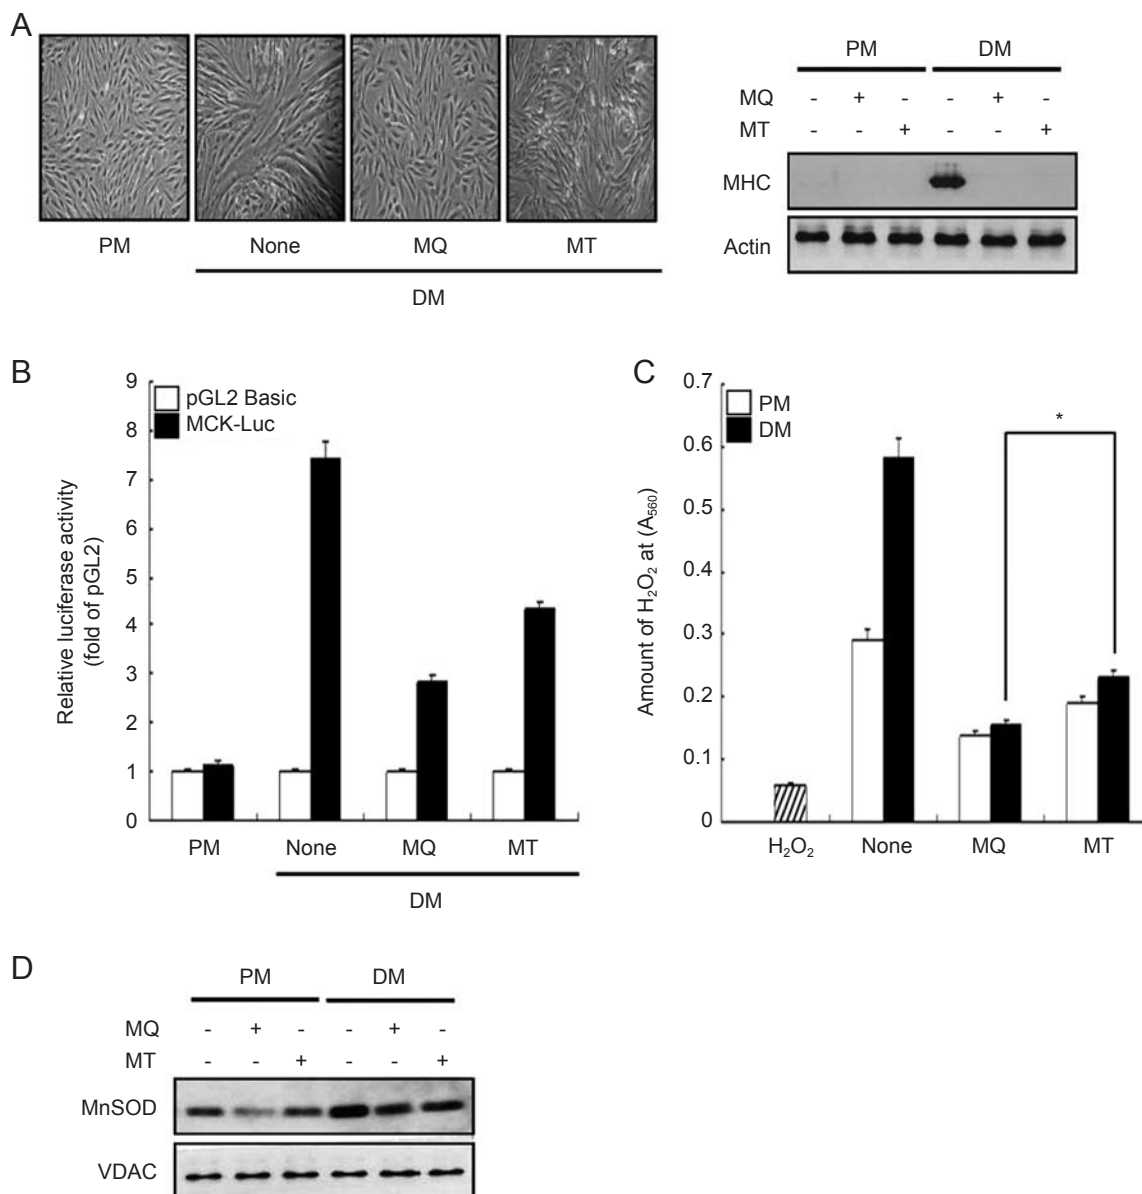 A
PM
None
MQ
MT
DM
PM DM
MQ - + - - + -
MT - - + - - +
MHC
Actin
B
Relative luciferase activity
(fold of pGL2)
9
8
7
6
5
4
3
2
1
0
pGL2 Basic
MCK-Luc
PM None MQ MT
DM
C
Amount of H₂O₂ at (A₅₆₀)
0.7
0.6
0.5
0.4
0.3
0.2
0.1
0
PM
DM
*
H₂O₂ None MQ MT
D
PM DM
MQ - + - - + -
MT - - + - - +
MnSOD
VDAC